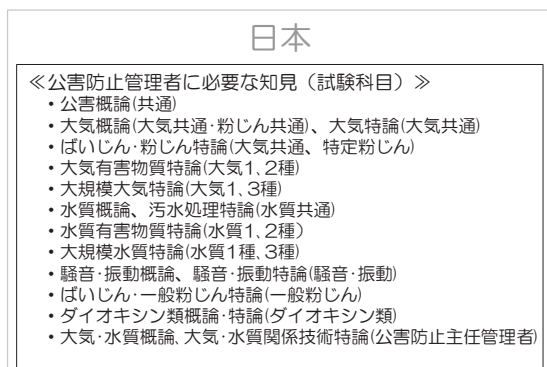 日本
≪公害防止管理者に必要な知見（試験科目）≫
・公害概論(共通)
・大気概論(大気共通･粉じん共通)、大気特論(大気共通)
・ばいじん･粉じん特論(大気共通、特定粉じん)
・大気有害物質特論(大気1､2種)
・大規模大気特論(大気1､3種)
・水質概論、汚水処理特論(水質共通)
・水質有害物質特論(水質1､2種）
・大規模水質特論(水質1種､3種)
・騒音･振動概論、騒音･振動特論(騒音･振動)
・ばいじん･一般粉じん特論(一般粉じん)
・ダイオキシン類概論･特論(ダイオキシン類)
・大気･水質概論､大気･水質関係技術特論(公害防止主任管理者)